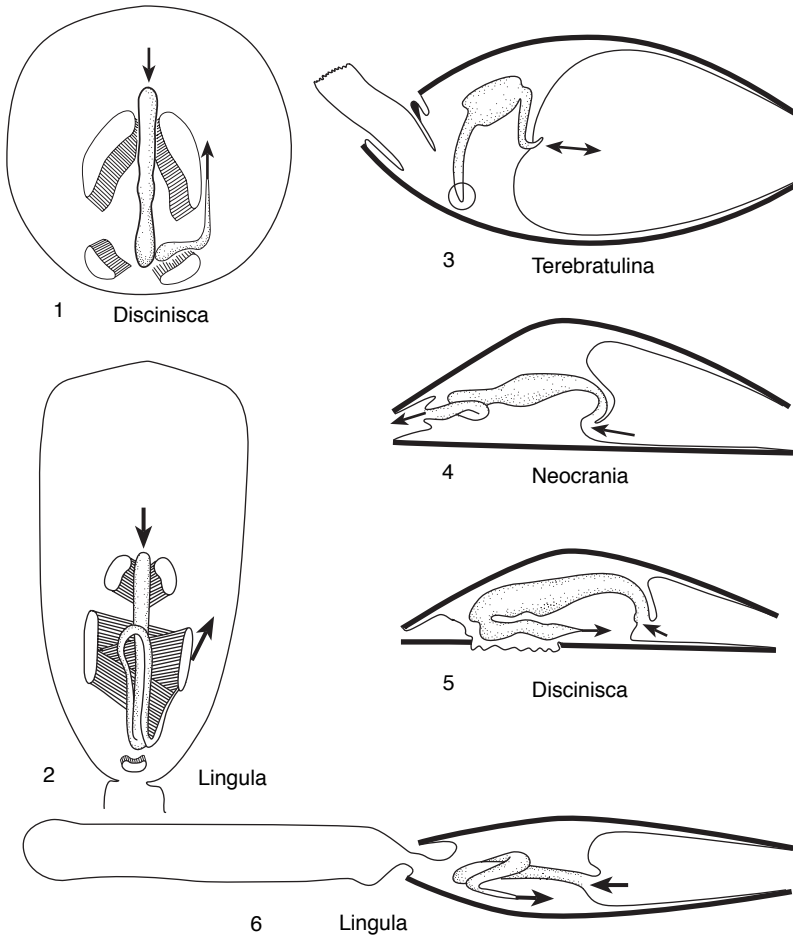 1 Discinisca
2 Lingula
3 Terebratulina
4 Neocrania
5 Discinisca
6 Lingula